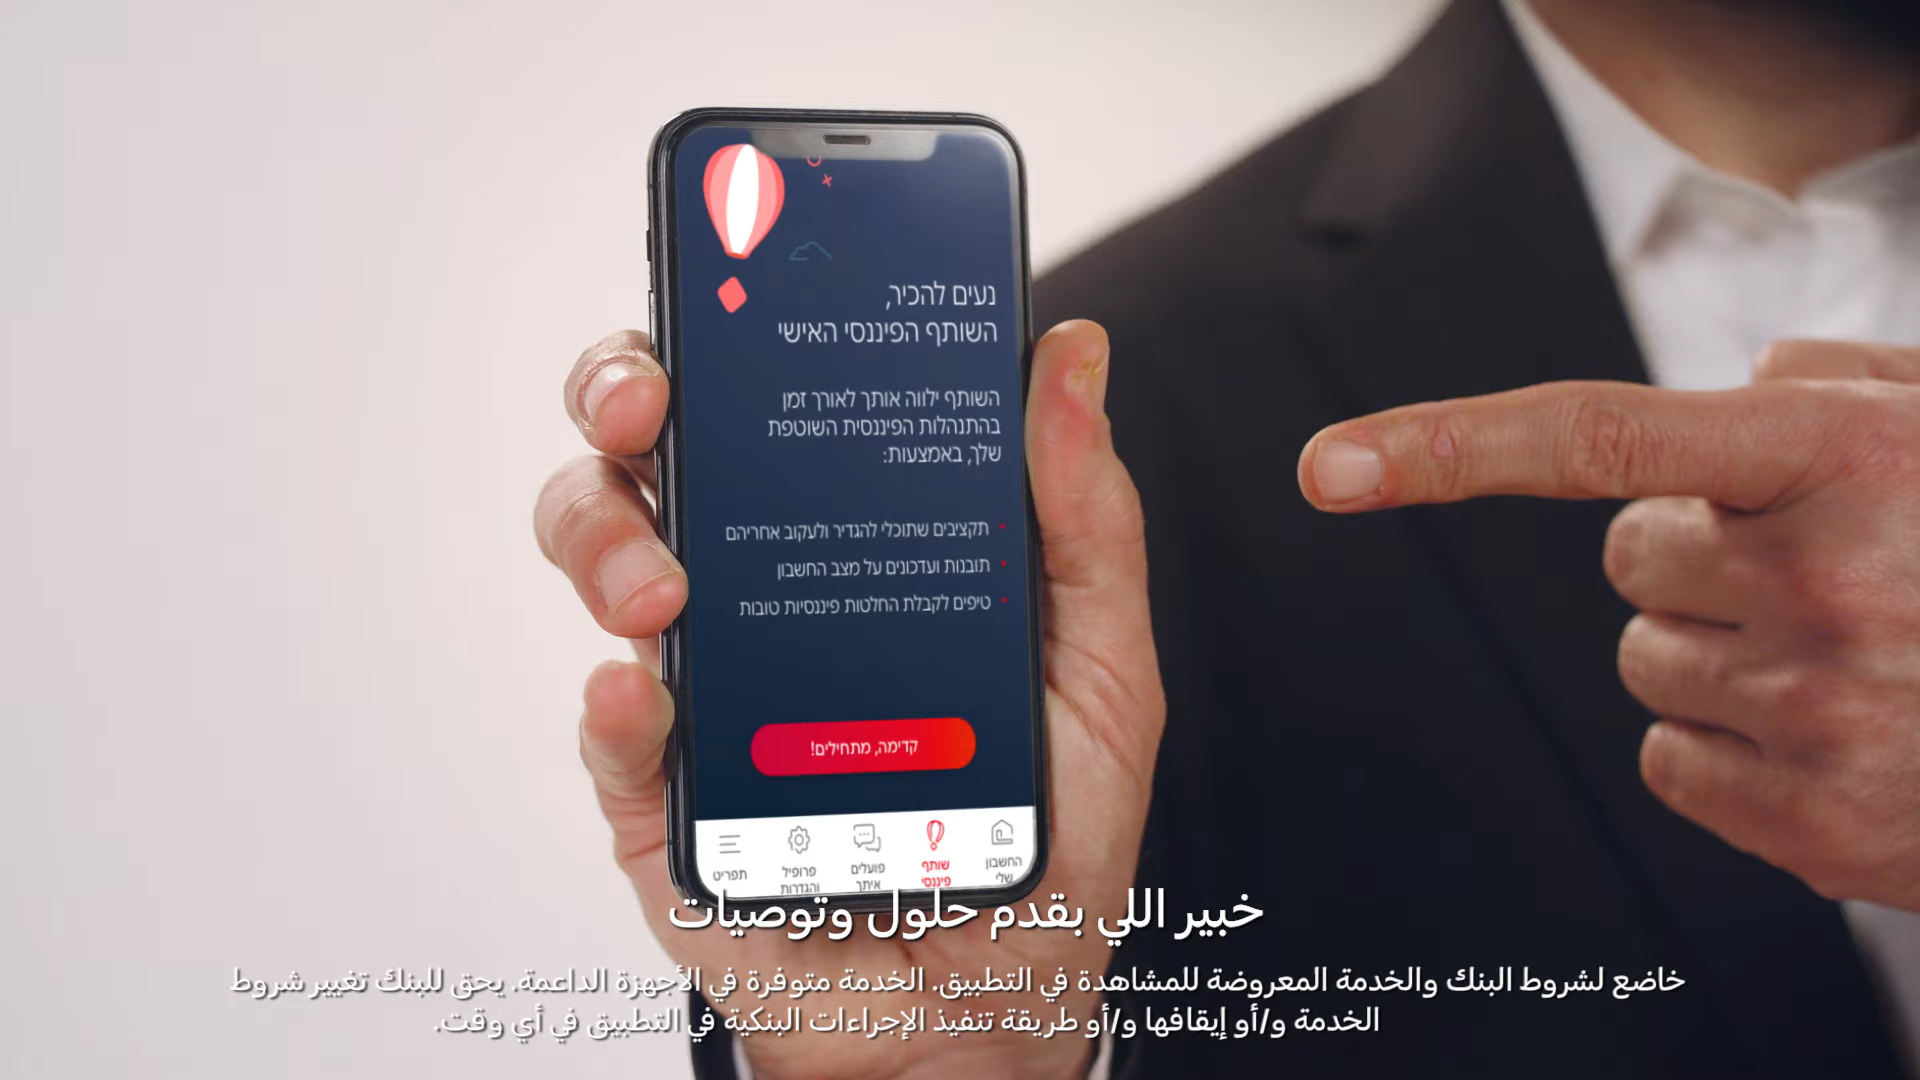 נעים להכיר,
השותף הפיננסי האישי
השותף ילווה אותך לאורך זמן
בהתנהלות הפיננסית השוטפת
שלך, באמצעות:
תקציבים שתוכלי להגדיר ולעקוב אחריהם
תובנות ועדכונים על מצב החשבון
טיפים לקבלת החלטות פיננסיות טובות
קדימה, מתחילים!
החשבון שלי
שותף פיננסי
פועלים איתך
פרופיל והגדרות
תפריט
خبير اللي بقدم حلول وتوصيات
خاضع لشروط البنك والخدمة المعروضة للمشاهدة في التطبيق. الخدمة متوفرة في الأجهزة الداعمة. يحق للبنك تغيير شروط
الخدمة و/أو إيقافها و/أو طريقة تنفيذ الإجراءات البنكية في التطبيق في أي وقت.